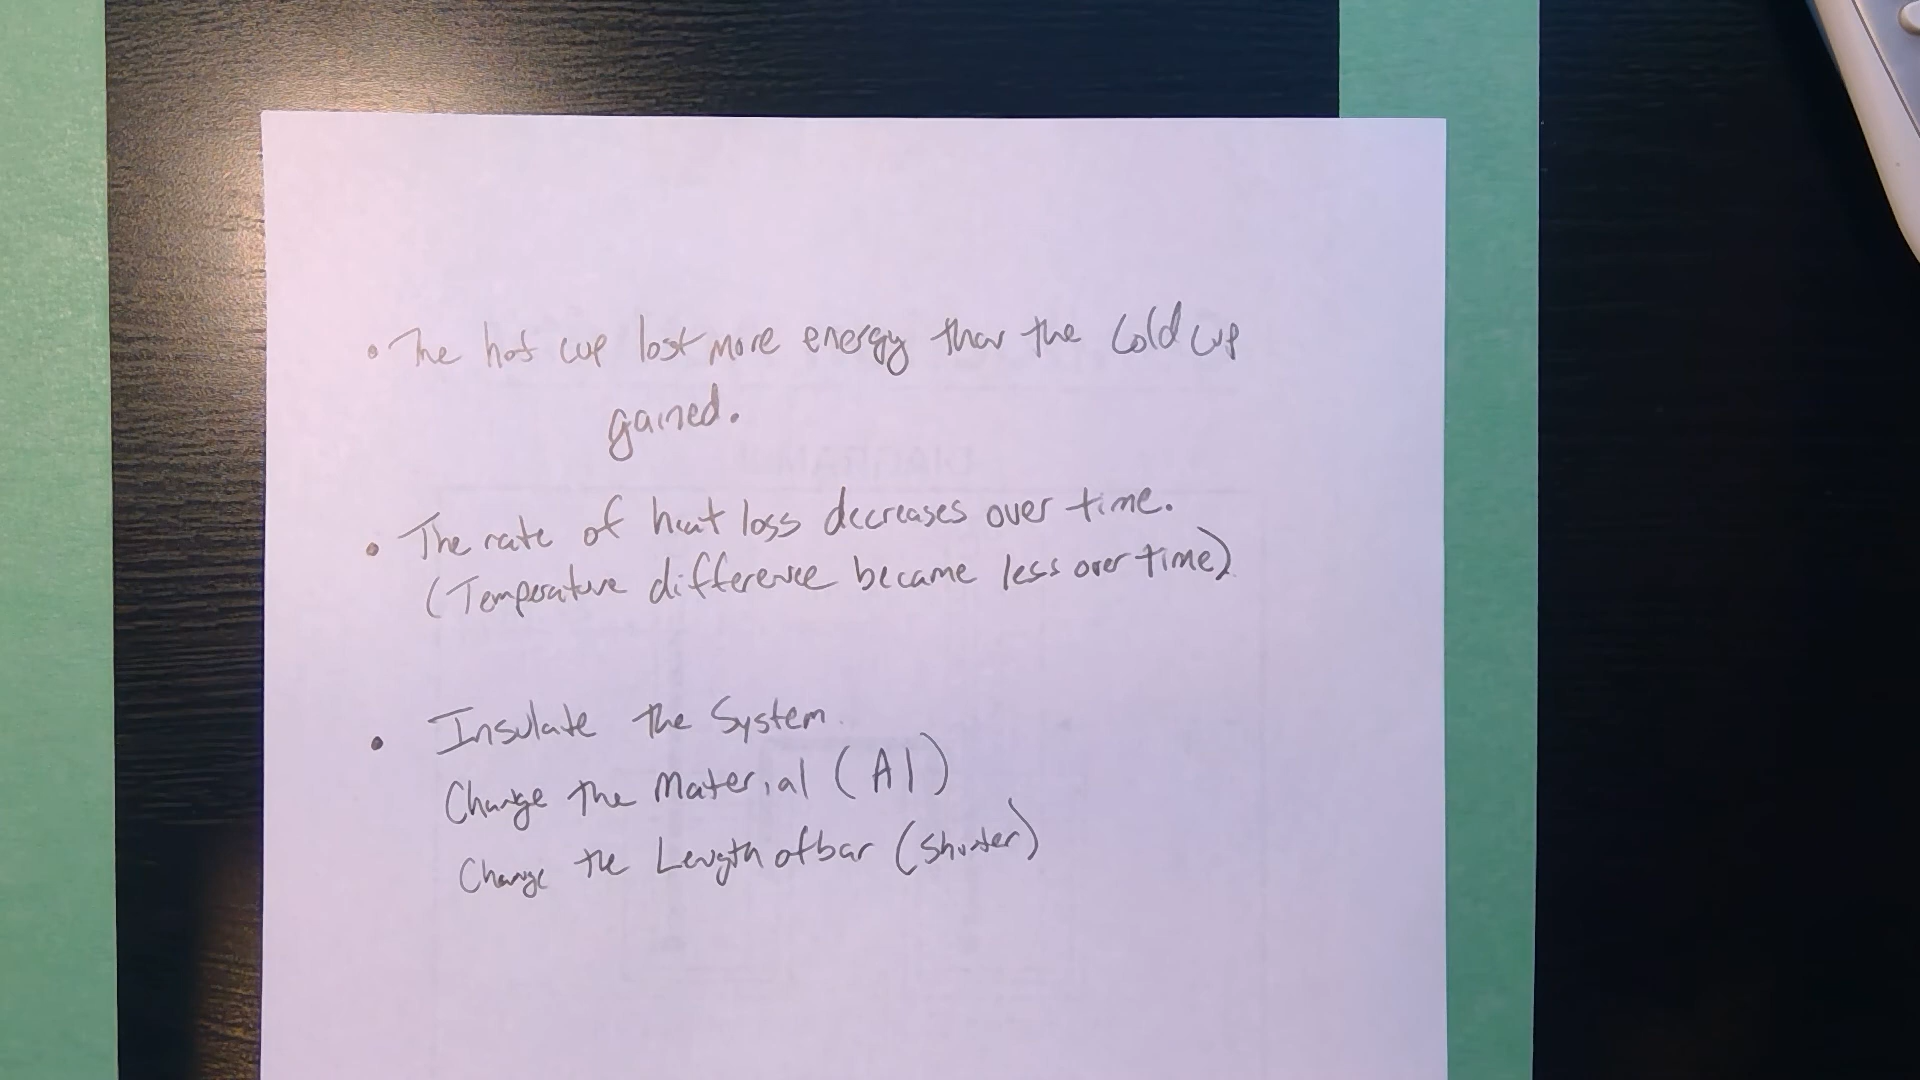 • The hot cup lost more energy than the cold cup
gained.
• The rate of heat loss decreases over time.
(Temperature difference became less over time)
• Insulate the System.
Change the Material (Al)
Change the Length of bar (Shorter)
DIAGRAM